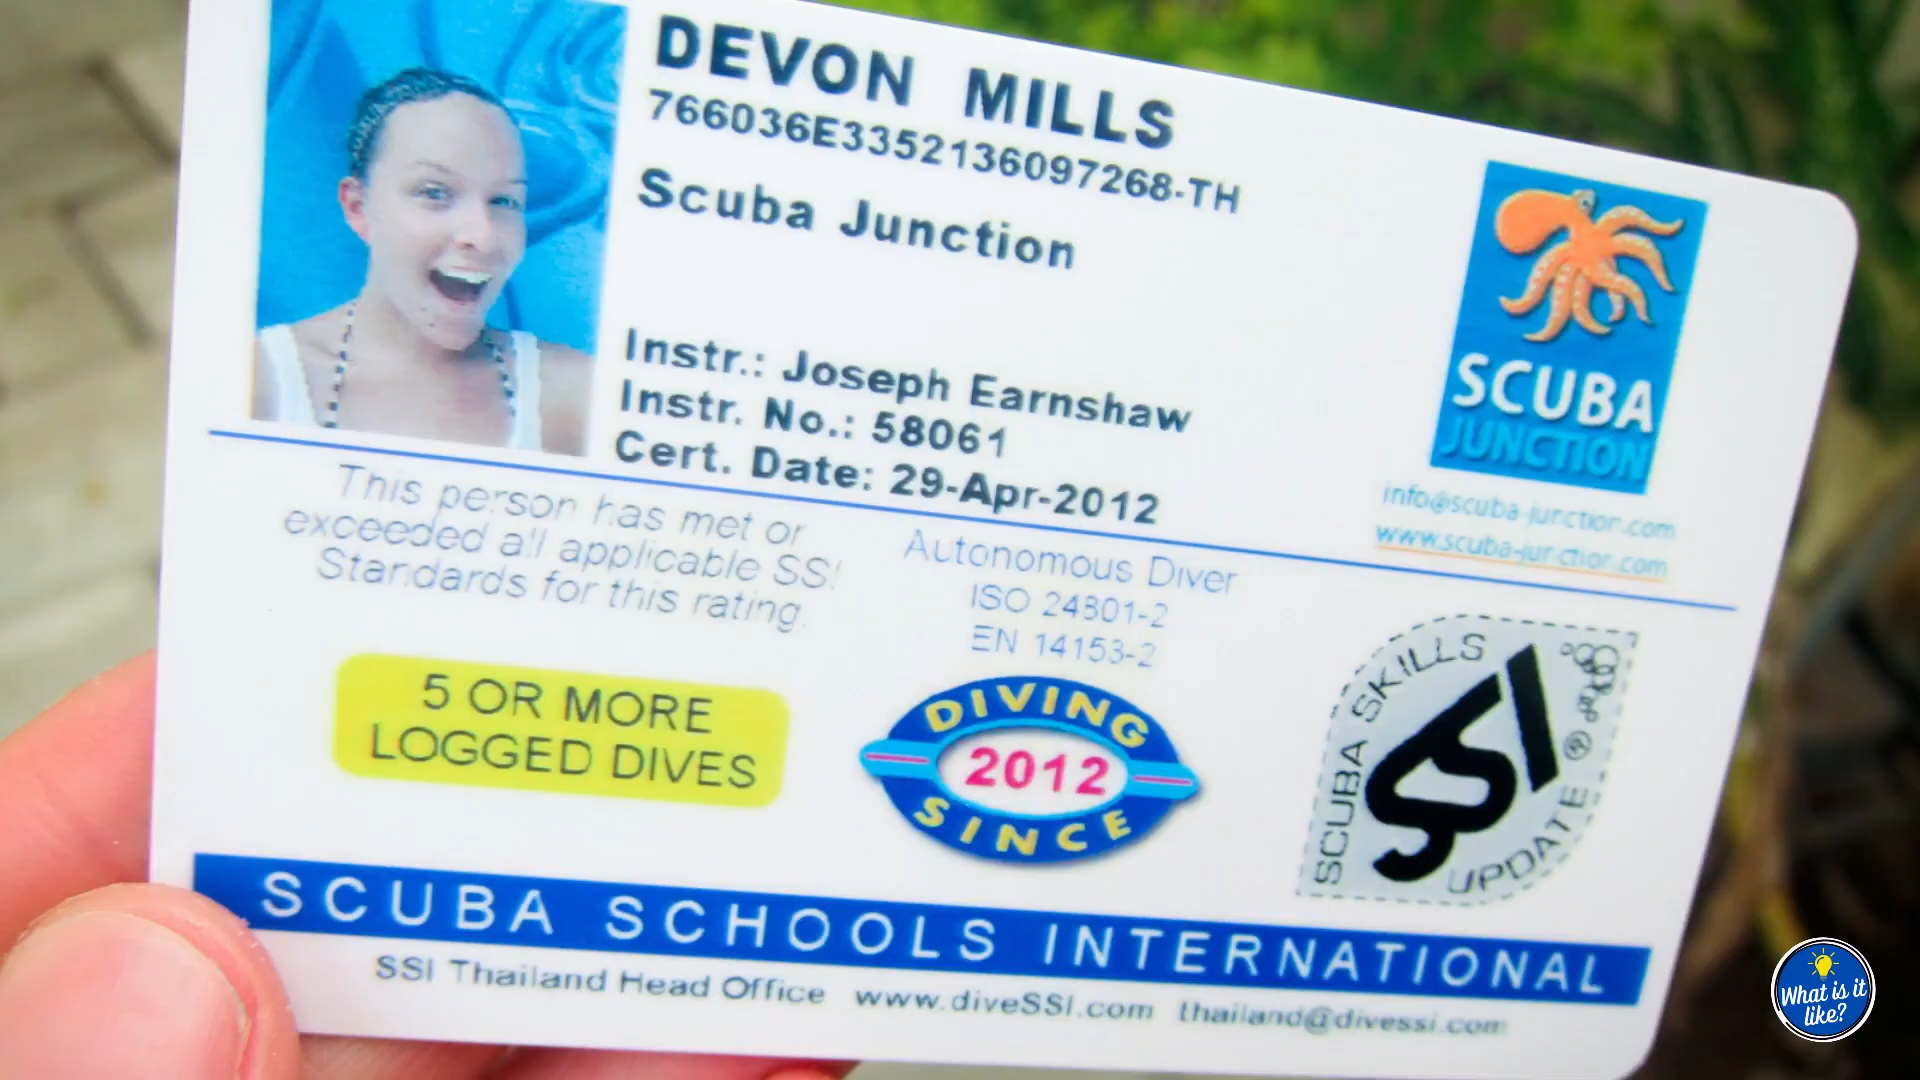 DEVON MILLS
766036E3352136097268-TH
Scuba Junction
Instr.: Joseph Earnshaw
Instr. No.: 58061
Cert. Date: 29-Apr-2012
SCUBA
JUNCTION
info@scuba-junction.com
www.scuba-junction.com
This person has met or
exceeded all applicable SSI
Standards for this rating.
Autonomous Diver
ISO 24801-2
EN 14153-2
5 OR MORE
LOGGED DIVES
DIVING
2012
SINCE
SCUBA SKILLS
SSI
UPDATE ®
SCUBA SCHOOLS INTERNATIONAL
SSI Thailand Head Office www.diveSSI.com thailand@divessi.com
What is it
like?